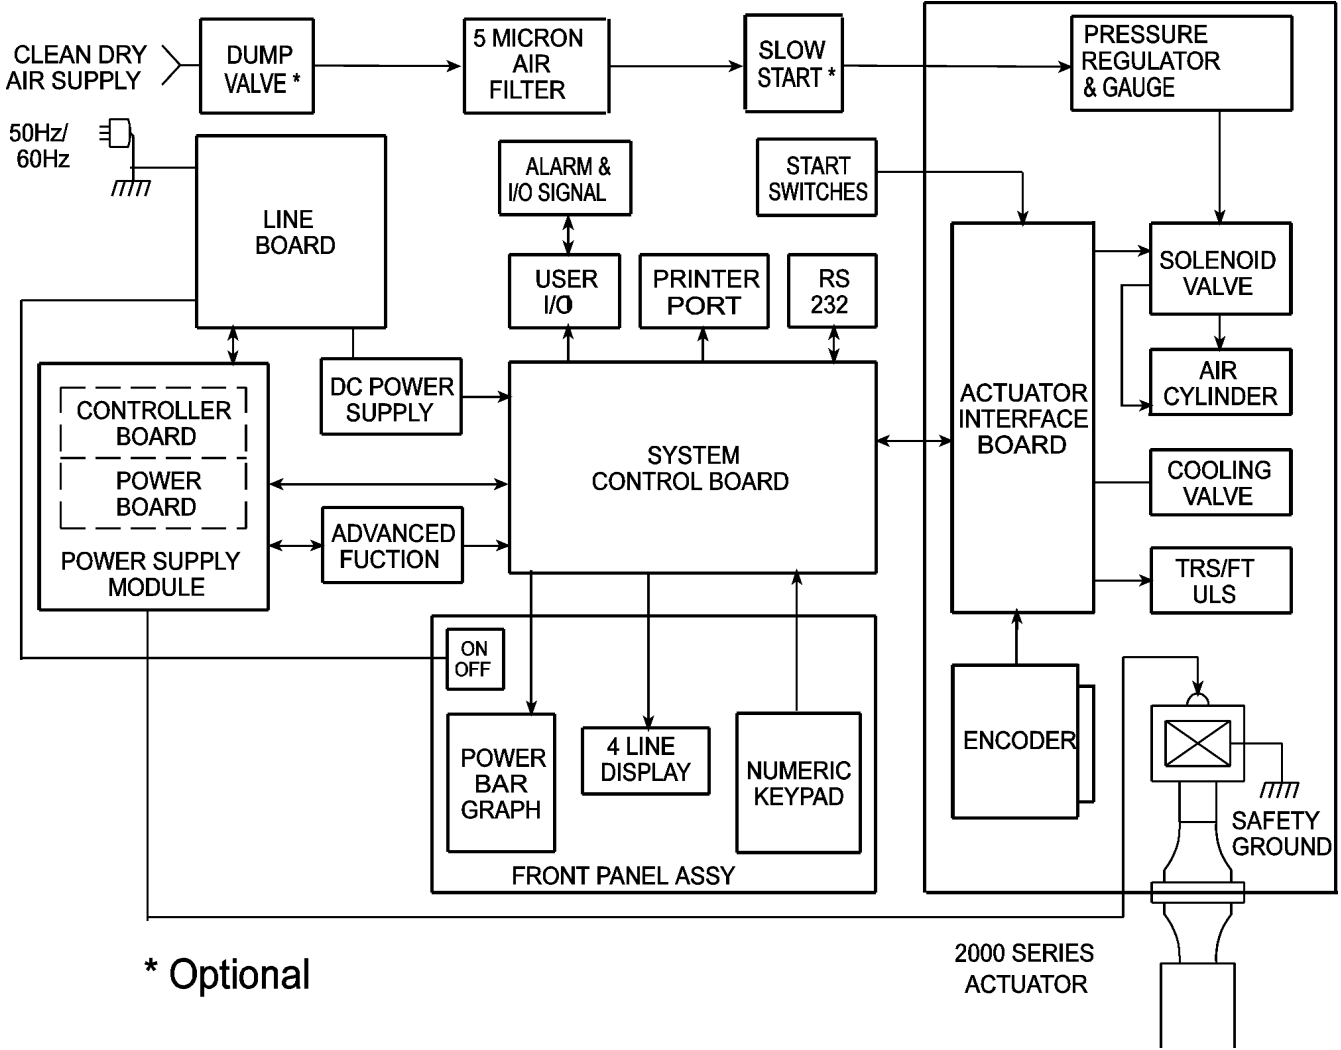 CLEAN DRY
AIR SUPPLY
DUMP
VALVE *
5 MICRON
AIR
FILTER
SLOW
START *
PRESSURE
REGULATOR
& GAUGE
50Hz/
60Hz
LINE
BOARD
ALARM &
I/O SIGNAL
START
SWITCHES
USER
I/O
PRINTER
PORT
RS
232
SOLENOID
VALVE
DC POWER
SUPPLY
AIR
CYLINDER
CONTROLLER
BOARD
POWER
BOARD
POWER SUPPLY
MODULE
SYSTEM
CONTROL BOARD
ACTUATOR
INTERFACE
BOARD
COOLING
VALVE
ADVANCED
FUCTION
TRS/FT
ULS
ON
OFF
POWER
BAR
GRAPH
4 LINE
DISPLAY
NUMERIC
KEYPAD
FRONT PANEL ASSY
ENCODER
SAFETY
GROUND
2000 SERIES
ACTUATOR
* Optional